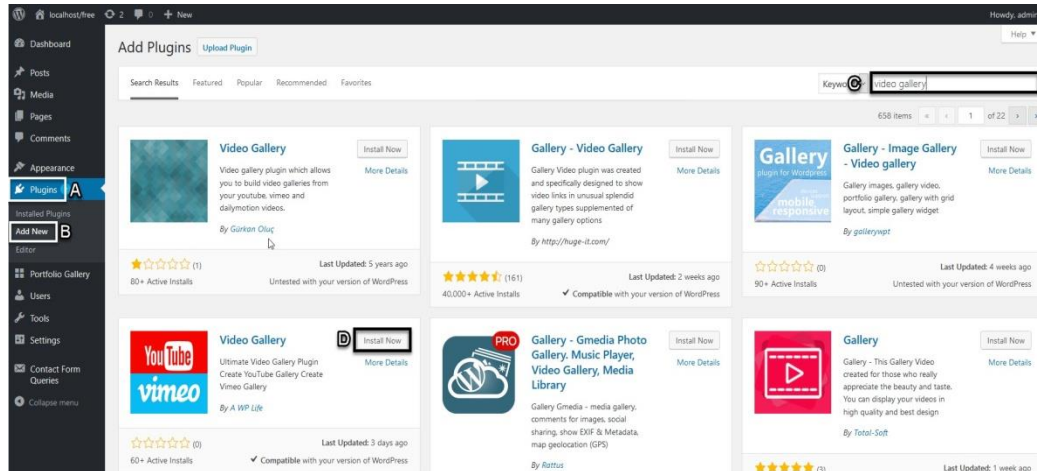 localhost/free 2 0 + New
Howdy, admin
Help
Dashboard
Posts
Media
Pages
Comments
Appearance
Plugins A
Installed Plugins
Add New B
Editor
Portfolio Gallery
Users
Tools
Settings
Contact Form
Queries
Collapse menu
Add Plugins Upload Plugin
Search Results Featured Popular Recommended Favorites
C video gallery
658 items « ‹ 1 of 22 ›
Video Gallery
Install Now
More Details
Video gallery plugin which allows
you to build video galleries from
your youtube, vimeo and
dailymotion videos.
By Gürkan Oluç
(1)
Last Updated: 5 years ago
80+ Active Installs
Untested with your version of WordPress
Gallery - Video Gallery
Install Now
More Details
Gallery Video plugin was created
and specifically designed to show
video links in unusual splendid
gallery types supplemented of
many gallery options
By http://huge-it.com/
(161)
Last Updated: 2 weeks ago
40,000+ Active Installs
✔ Compatible with your version of WordPress
Gallery
plugin for Wordpress
mobile
responsive
Gallery - Image Gallery
- Video gallery
Install Now
More Details
Gallery images, gallery video,
portfolio gallery, gallery with grid
layout, simple gallery widget
By gallerywpt
(0)
Last Updated: 4 weeks ago
90+ Active Installs
Untested with your version of WordPress
YouTube
vimeo
Video Gallery
D Install Now
More Details
Ultimate Video Gallery Plugin
Create YouTube Gallery Create
Vimeo Gallery
By A WP Life
(0)
Last Updated: 3 days ago
60+ Active Installs
✔ Compatible with your version of WordPress
PRO
Gallery - Gmedia Photo
Gallery, Music Player,
Video Gallery, Media
Library
Install Now
More Details
Gallery Gmedia - media gallery,
comments for images, social
sharing, show EXIF & Metadata,
map geolocation (GPS)
By Rattus
Gallery
Install Now
More Details
Gallery - This Gallery Video
created for those who really
appreciate the beauty and taste.
You can display your videos in
high quality and best design
By Total-Soft
(3)
Last Updated: 1 week ago